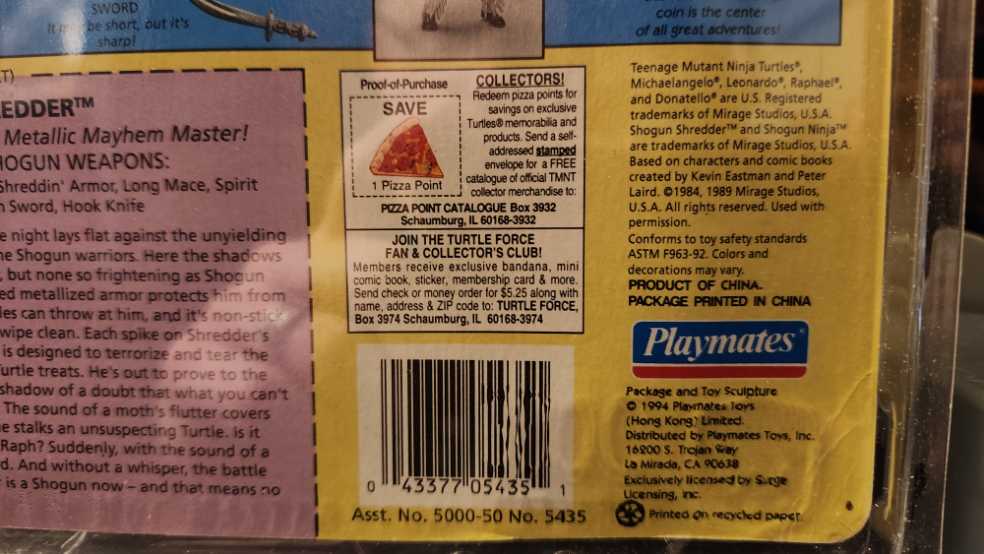 SWORD
It may be short, but it's
sharp!
coin is the center
of all great adventures!
T)
EDDER™
Metallic Mayhem Master!
HOGUN WEAPONS:
Shreddin' Armor, Long Mace, Spirit
Sword, Hook Knife
e night lays flat against the unyielding
he Shogun warriors. Here the shadows
, but none so frightening as Shogun
ed metallized armor protects him from
les can throw at him, and it's non-stick
wipe clean. Each spike on Shredder's
is designed to terrorize and tear the
urtle treats. He's out to prove to the
shadow of a doubt that what you can't
The sound of a moth's flutter covers
e stalks an unsuspecting Turtle. Is it
Raph? Suddenly, with the sound of a
d. And without a whisper, the battle
is a Shogun now – and that means no
Proof-of-Purchase
SAVE
1 Pizza Point
COLLECTORS!
Redeem pizza points for
savings on exclusive
Turtles® memorabilia and
products. Send a self-
addressed stamped
envelope for a FREE
catalogue of official TMNT
collector merchandise to:
PIZZA POINT CATALOGUE Box 3932
Schaumburg, IL 60168-3932
JOIN THE TURTLE FORCE
FAN & COLLECTOR'S CLUB!
Members receive exclusive bandana, mini
comic book, sticker, membership card & more.
Send check or money order for $5.25 along with
name, address & ZIP code to: TURTLE FORCE,
Box 3974 Schaumburg, IL 60168-3974
0 43377 05435 1
Asst. No. 5000-50 No. 5435
Teenage Mutant Ninja Turtles®,
Michaelangelo®, Leonardo®, Raphael®,
and Donatello® are U.S. Registered
trademarks of Mirage Studios, U.S.A.
Shogun Shredder™ and Shogun Ninja™
are trademarks of Mirage Studios, U.S.A.
Based on characters and comic books
created by Kevin Eastman and Peter
Laird. ©1984, 1989 Mirage Studios,
U.S.A. All rights reserved. Used with
permission.
Conforms to toy safety standards
ASTM F963-92. Colors and
decorations may vary.
PRODUCT OF CHINA.
PACKAGE PRINTED IN CHINA
Playmates®
Package and Toy Sculpture
© 1994 Playmates Toys
(Hong Kong) Limited.
Distributed by Playmates Toys, Inc.
16200 S. Trojan Way
La Mirada, CA 90638
Exclusively licensed by Surge
Licensing, Inc.
Printed on recycled paper.